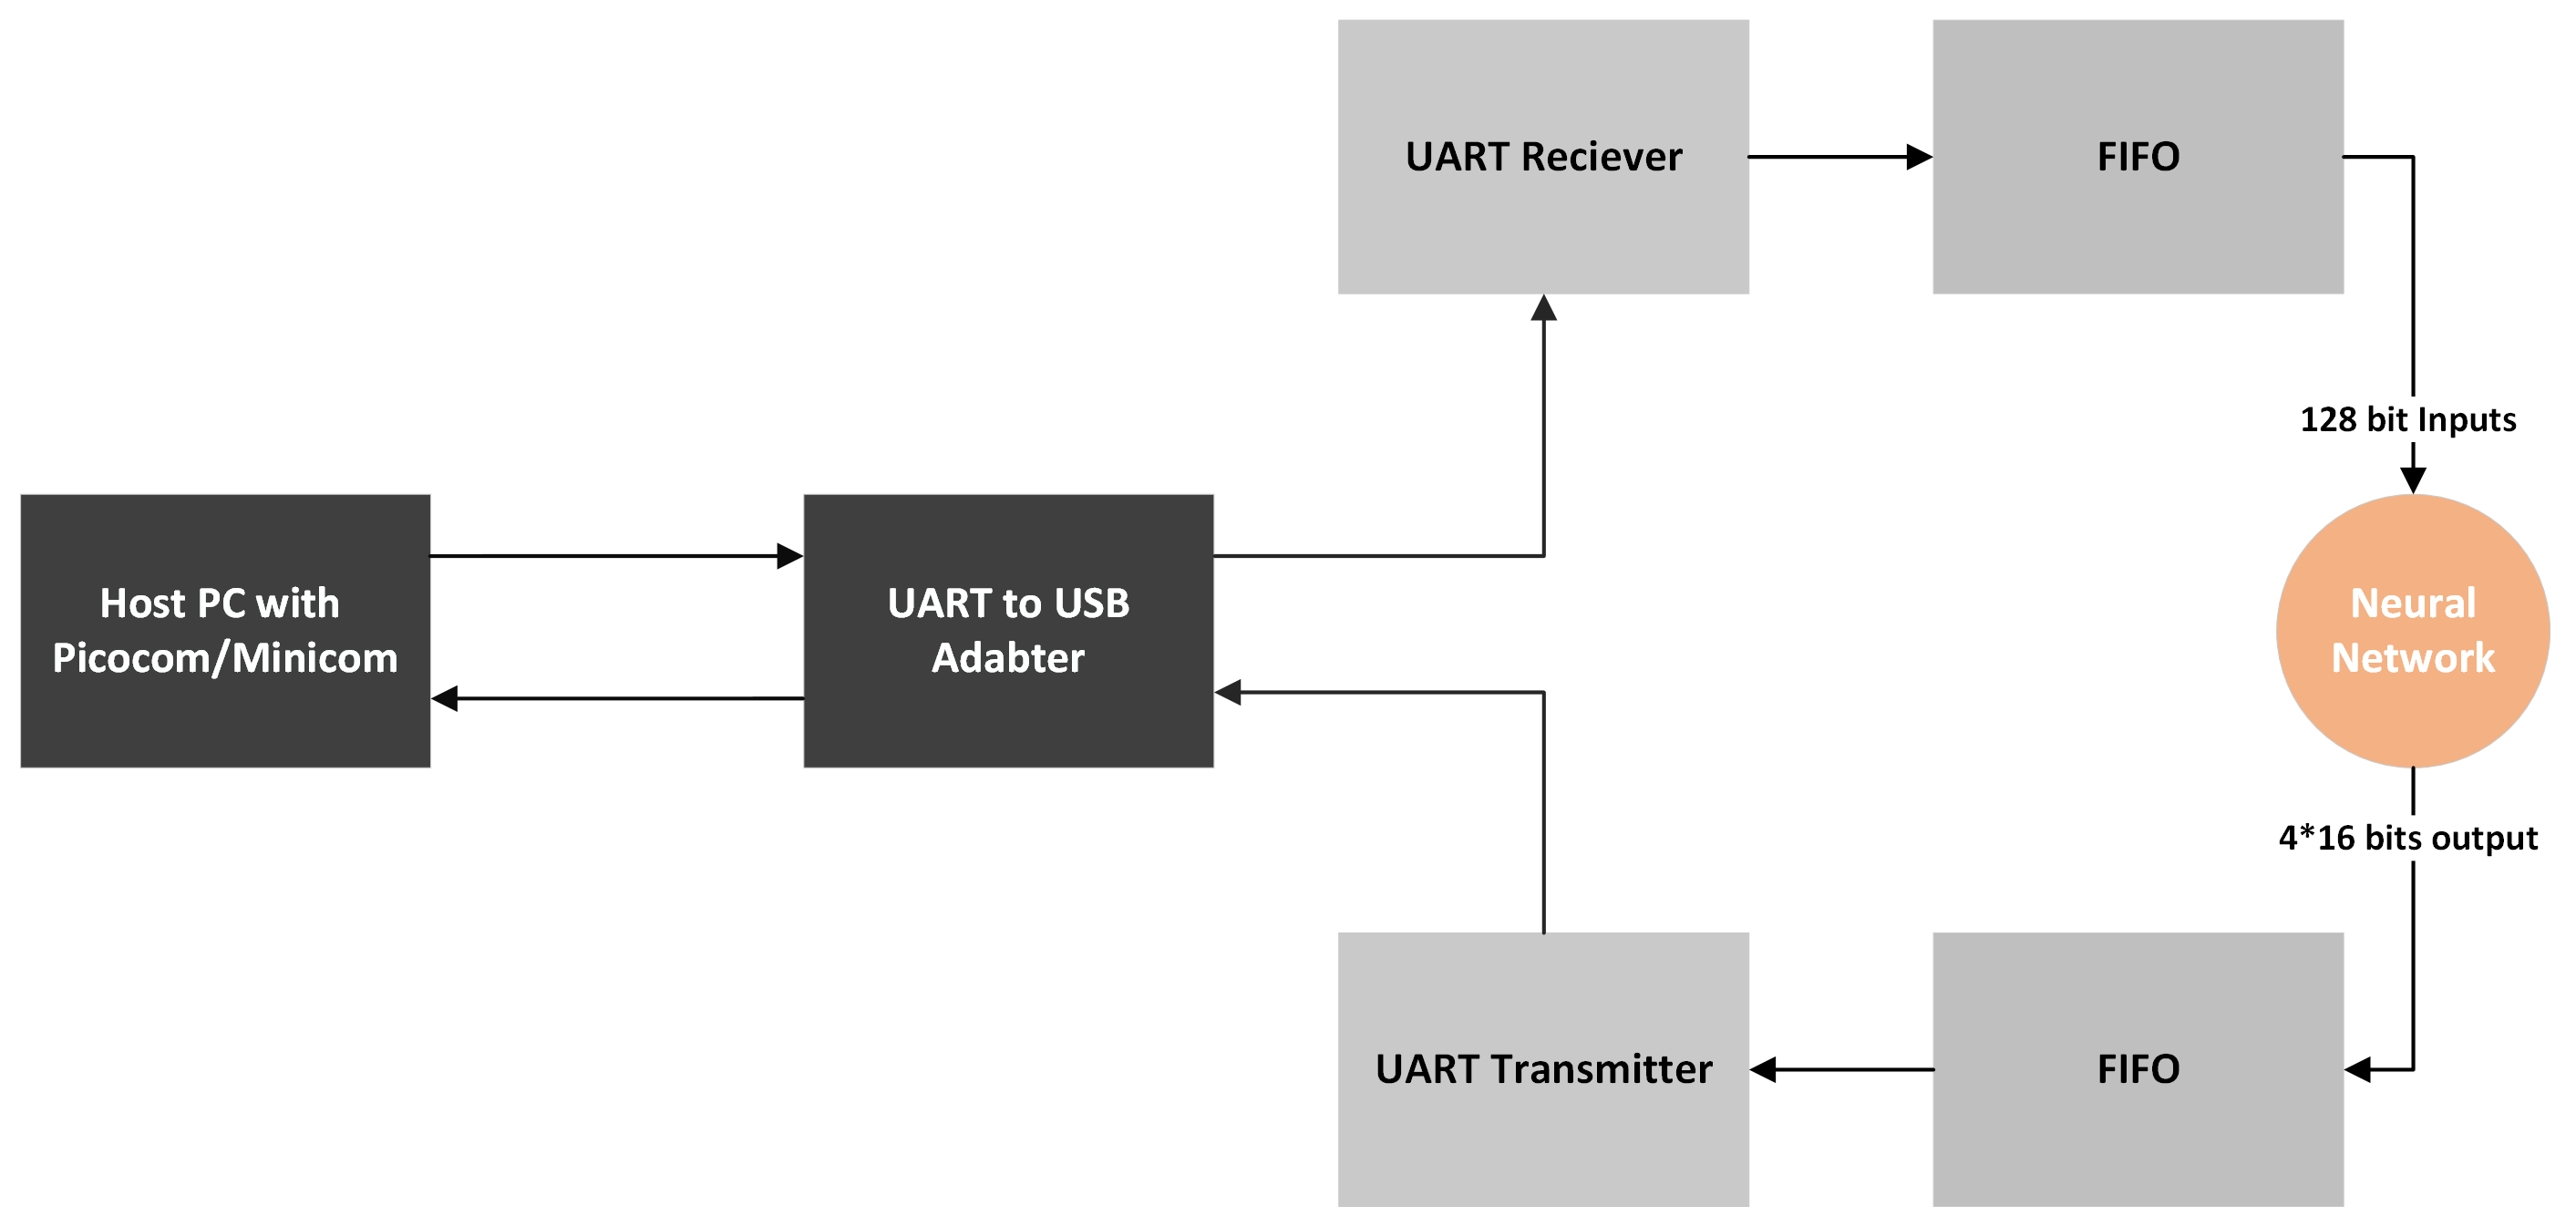 UART Reciever
FIFO
128 bit Inputs
Host PC with
Picocom/Minicom
UART to USB
Adabter
Neural
Network
4*16 bits output
UART Transmitter
FIFO